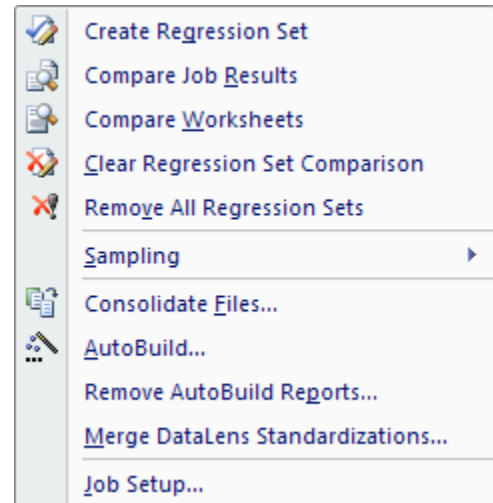 Create Regression Set
Compare Job Results
Compare Worksheets
Clear Regression Set Comparison
Remove All Regression Sets
Sampling
Consolidate Files...
AutoBuild...
Remove AutoBuild Reports...
Merge DataLens Standardizations...
Job Setup...